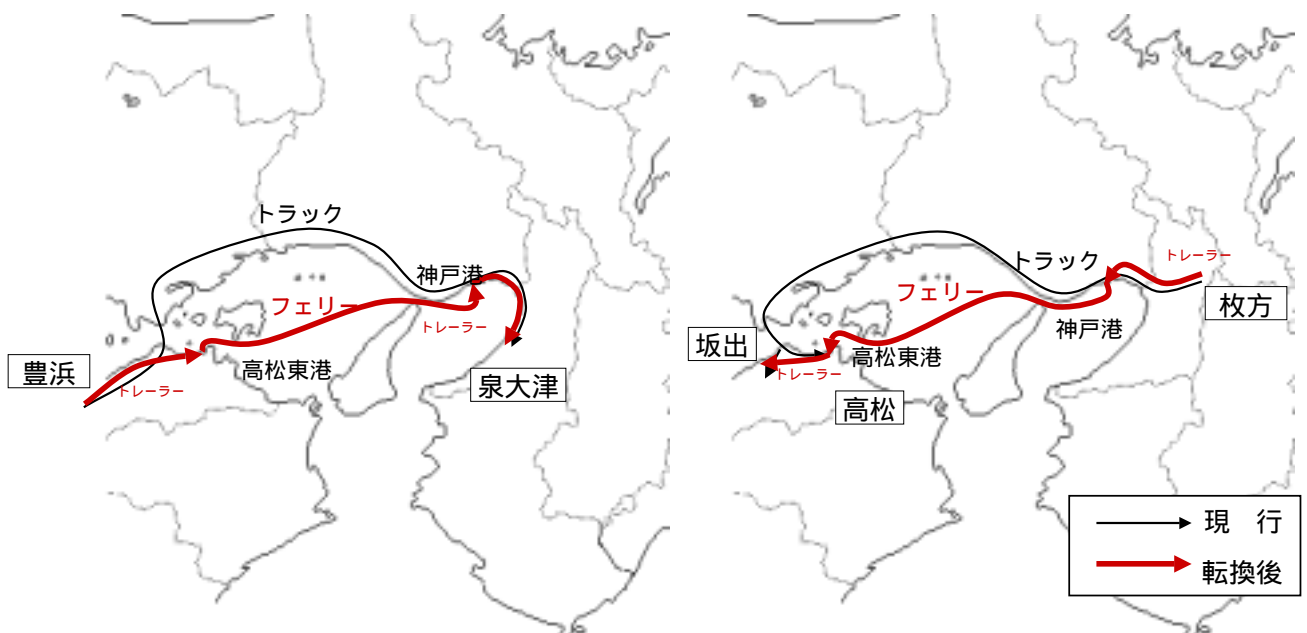 トラック
神戸港
フェリー
トレーラー
豊浜
高松東港
トレーラー
泉大津
トラック
トレーラー
フェリー
枚方
神戸港
坂出
高松東港
トレーラー
高松
現　行
転換後